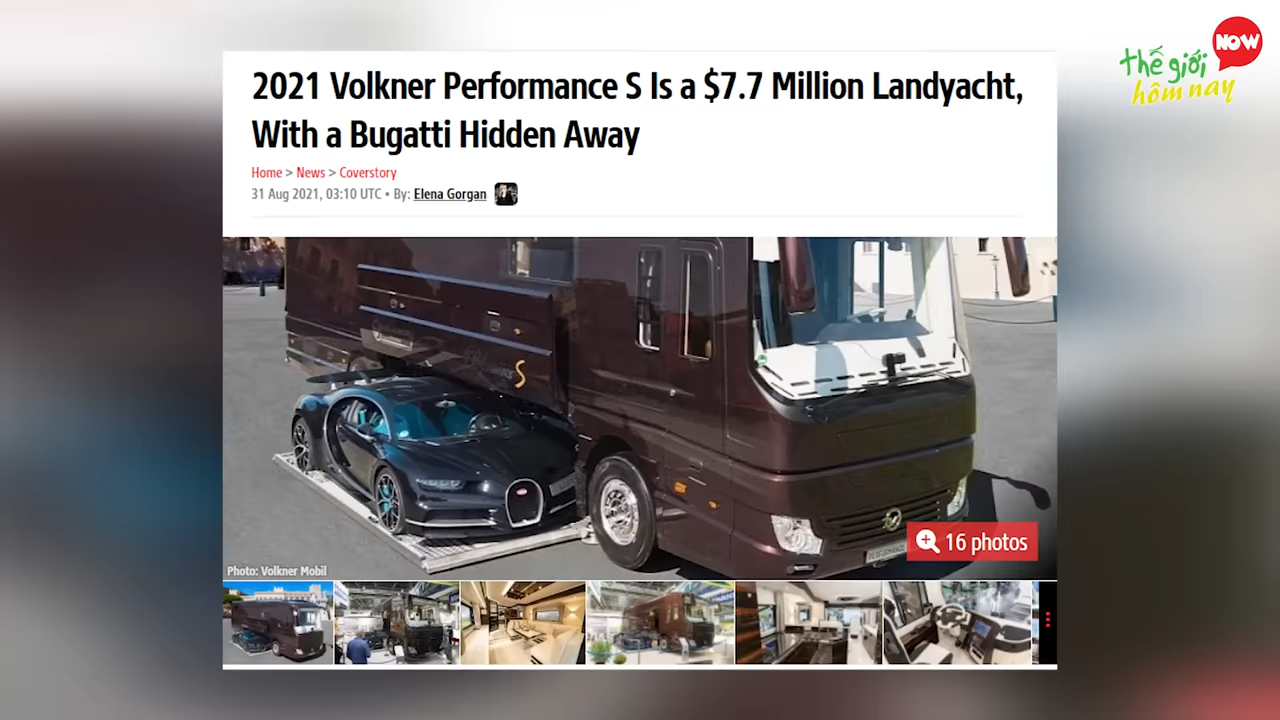 2021 Volkner Performance S Is a $7.7 Million Landyacht,
With a Bugatti Hidden Away
Home > News > Coverstory
31 Aug 2021, 03:10 UTC • By: Elena Gorgan
NOW
thế giới
hôm nay
S
PERFORMANCE
16 photos
Photo: Volkner Mobil